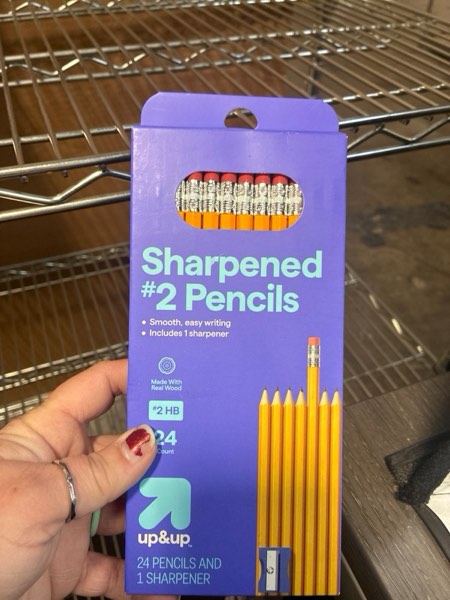 Sharpened
#2 Pencils
• Smooth, easy writing
• Includes 1 sharpener
Made With
Real Wood
#2 HB
24
Count
up&up™
24 PENCILS AND
1 SHARPENER